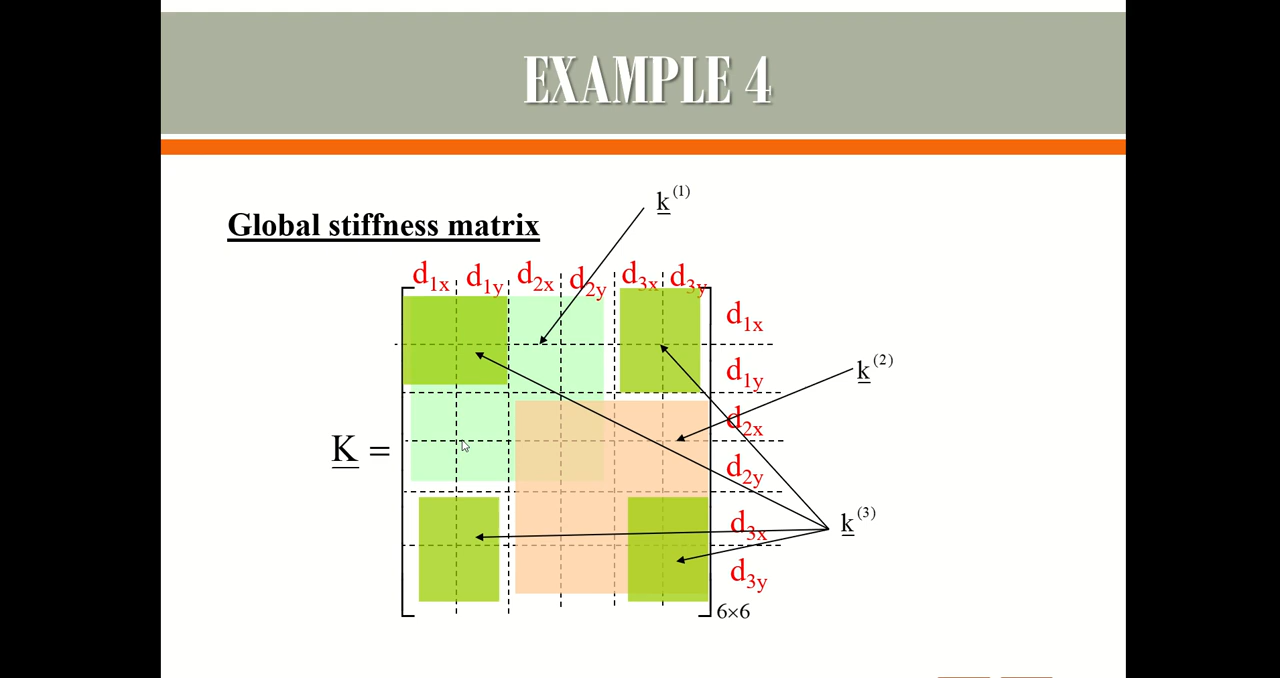 EXAMPLE 4
k(1)
Global stiffness matrix
d1x d1y d2x d2y d3x d3y
d1x
k(2)
d1y
d2x
K =
d2y
k(3)
d3x
d3y
6×6